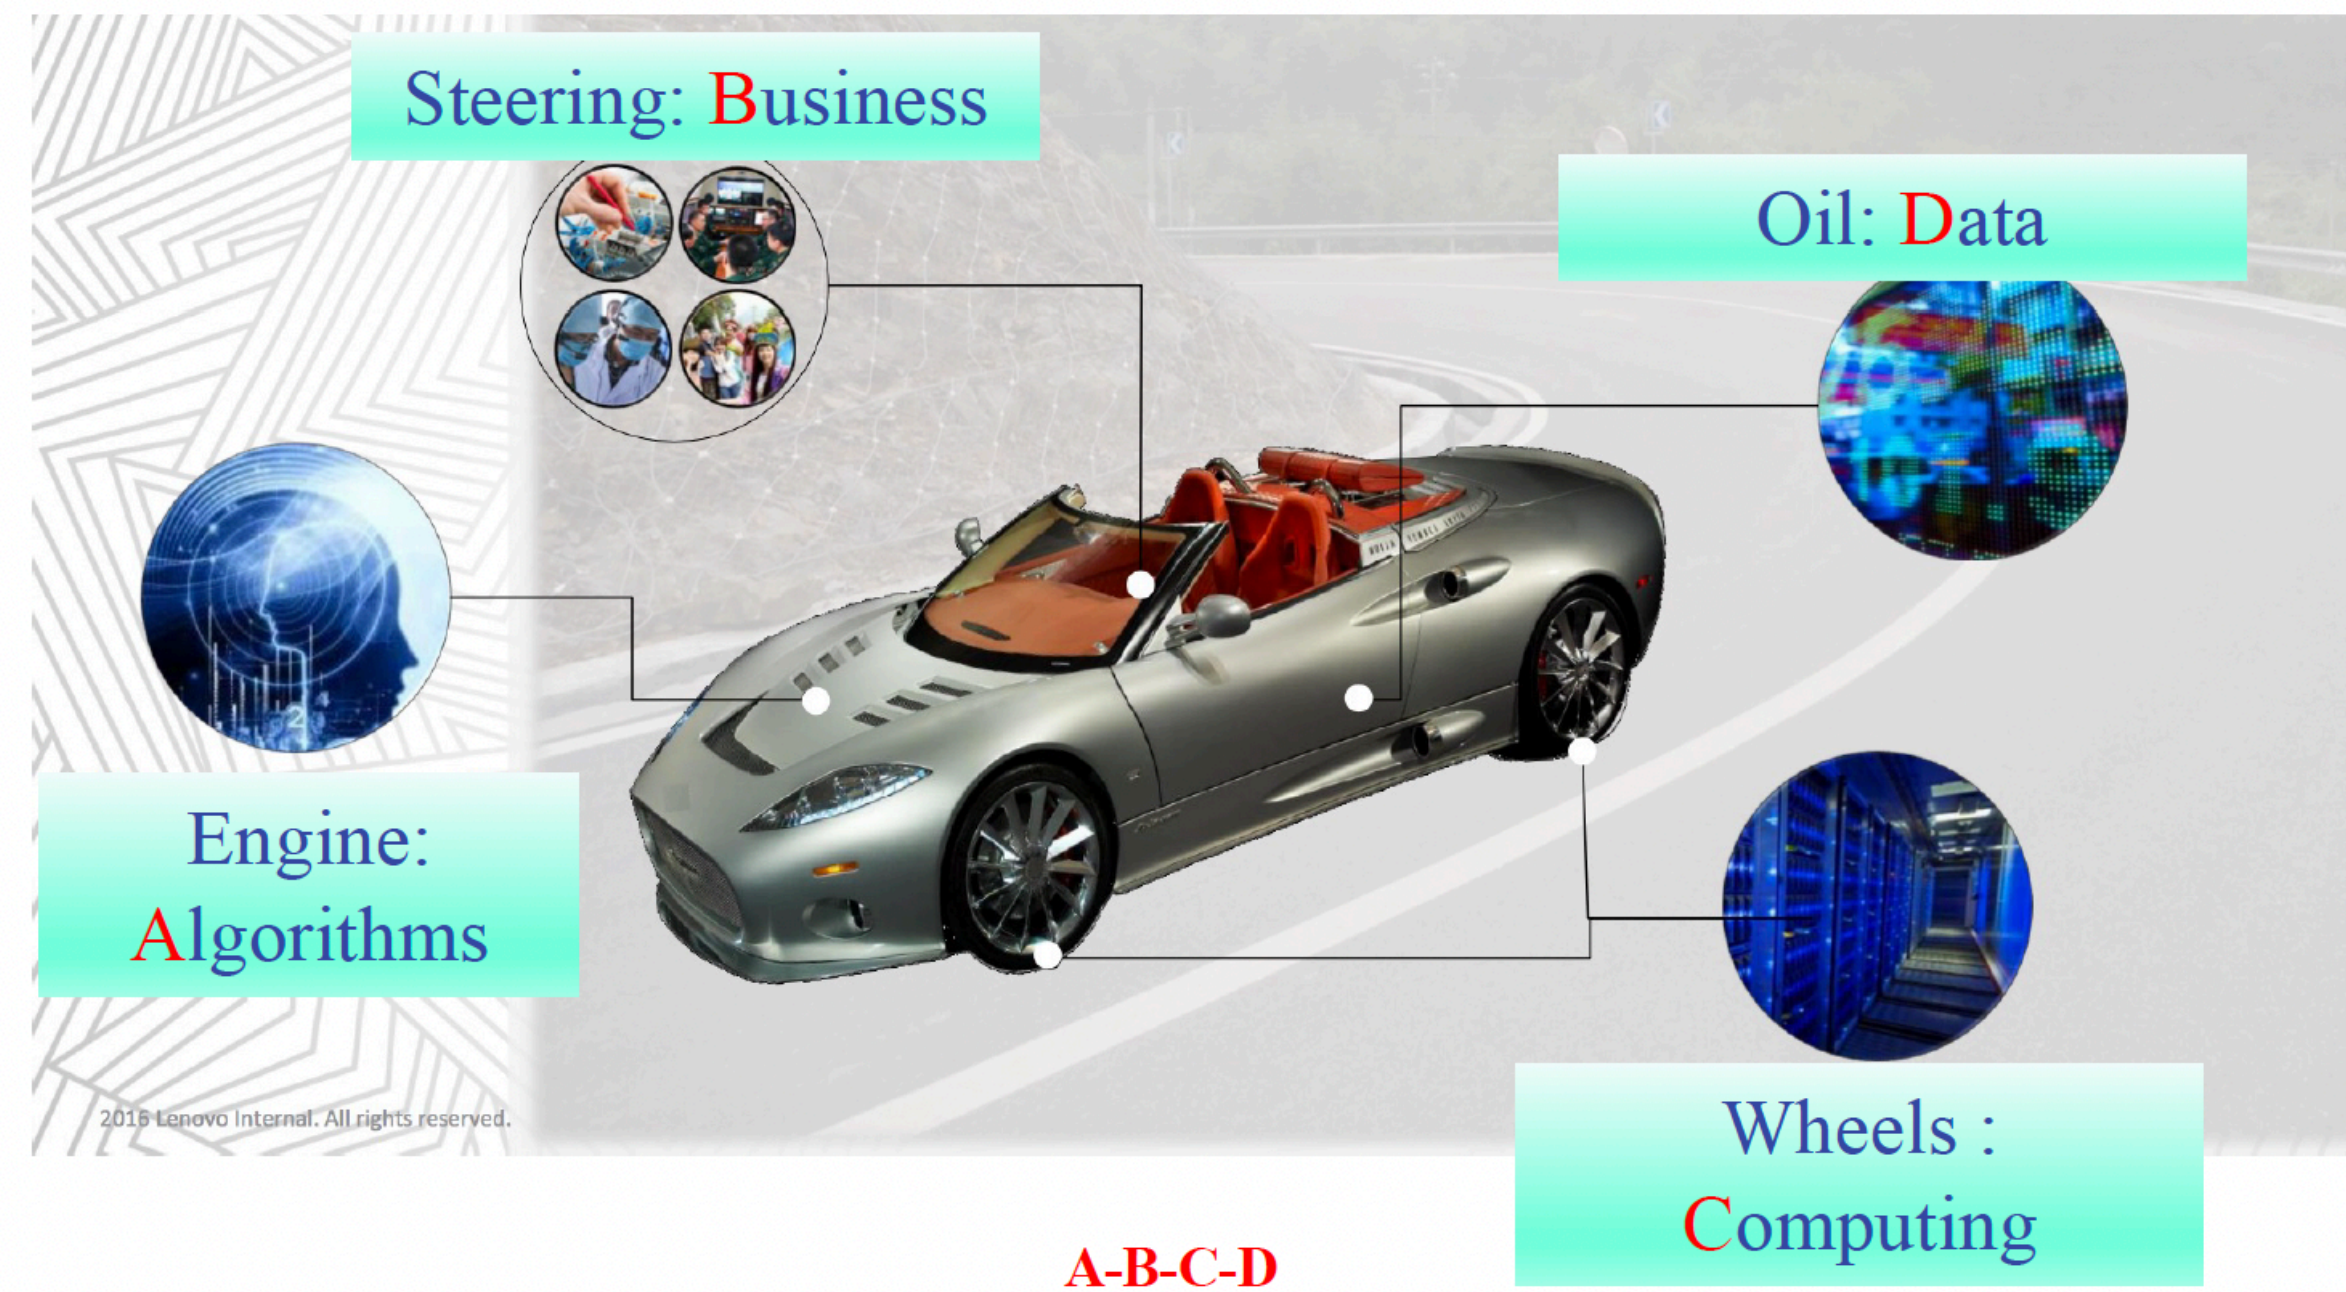 Steering: Business
Oil: Data
Engine:
Algorithms
2016 Lenovo Internal. All rights reserved.
Wheels :
Computing
A-B-C-D